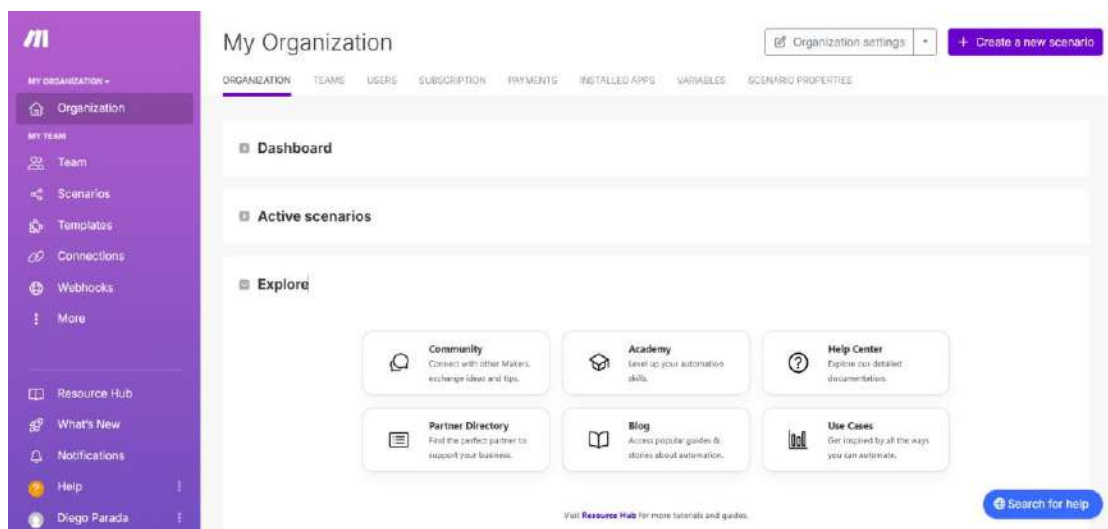 My Organization
Organization settings
+ Create a new scenario
MY ORGANIZATION
ORGANIZATION TEAMS USERS SUBSCRIPTION PAYMENTS INSTALLED APPS VARIABLES SCENARIO PROPERTIES
Organization
MY TEAM
Team
Scenarios
Templates
Connections
Webhooks
More
Resource Hub
What's New
Notifications
Help
Diego Parada
Dashboard
Active scenarios
Explore
Community
Connect with other Makers,
exchange ideas and tips.
Academy
Level up your automation
skills.
Help Center
Explore our detailed
documentation.
Partner Directory
Find the perfect partner to
support your business.
Blog
Access popular guides &
stories about automation.
Use Cases
Get inspired by all the ways
you can automate.
Visit Resource Hub for more tutorials and guides.
Search for help